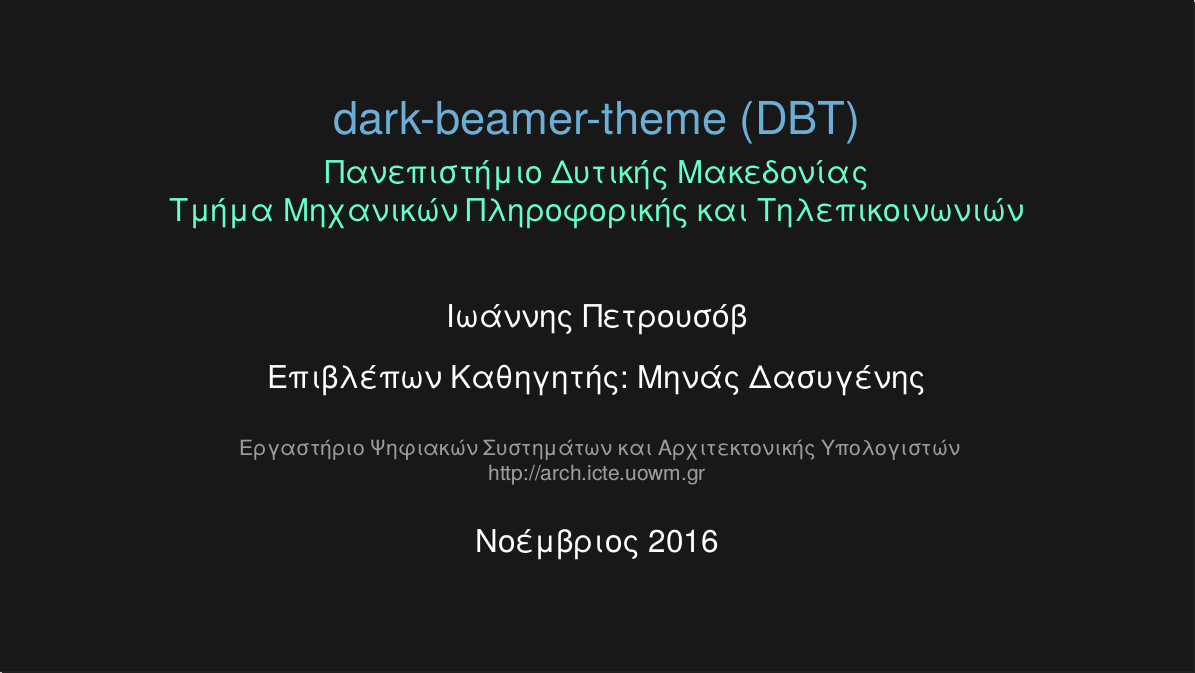 dark-beamer-theme (DBT)
Πανεπιστήμιο Δυτικής Μακεδονίας
Τμήμα Μηχανικών Πληροφορικής και Τηλεπικοινωνιών
Ιωάννης Πετρουσόβ
Επιβλέπων Καθηγητής: Μηνάς Δασυγένης
Εργαστήριο Ψηφιακών Συστημάτων και Αρχιτεκτονικής Υπολογιστών
http://arch.icte.uowm.gr
Νοέμβριος 2016